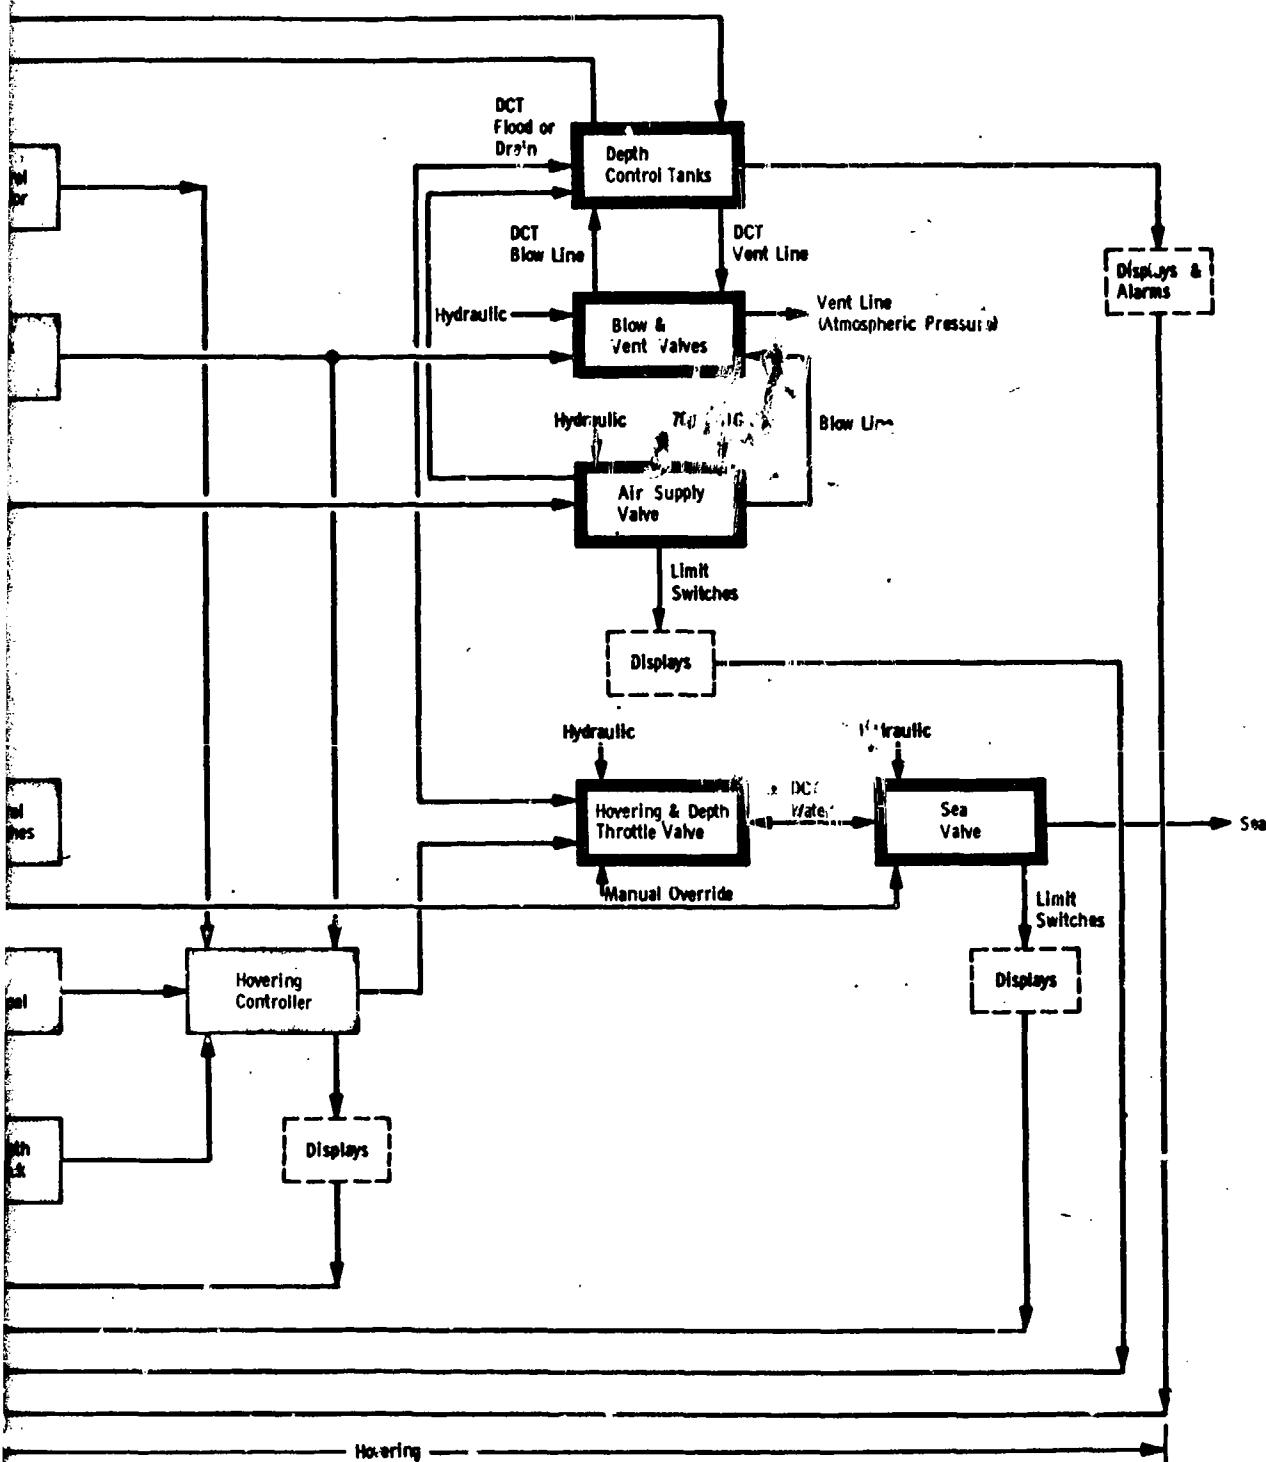 DCT
Flood or
Drain
Depth
Control Tanks
DCT
Blow Line
DCT
Vent Line
Displays &
Alarms
Hydraulic
Blow &
Vent Valves
Vent Line
(Atmospheric Pressure)
Hydraulic
Blow Line
Air Supply
Valve
Limit
Switches
Displays
Hydraulic
Hydraulic
Hovering & Depth
Throttle Valve
DCT
Water
Sea
Valve
Sea
Manual Override
Limit
Switches
Hovering
Controller
Displays
Displays
Hovering